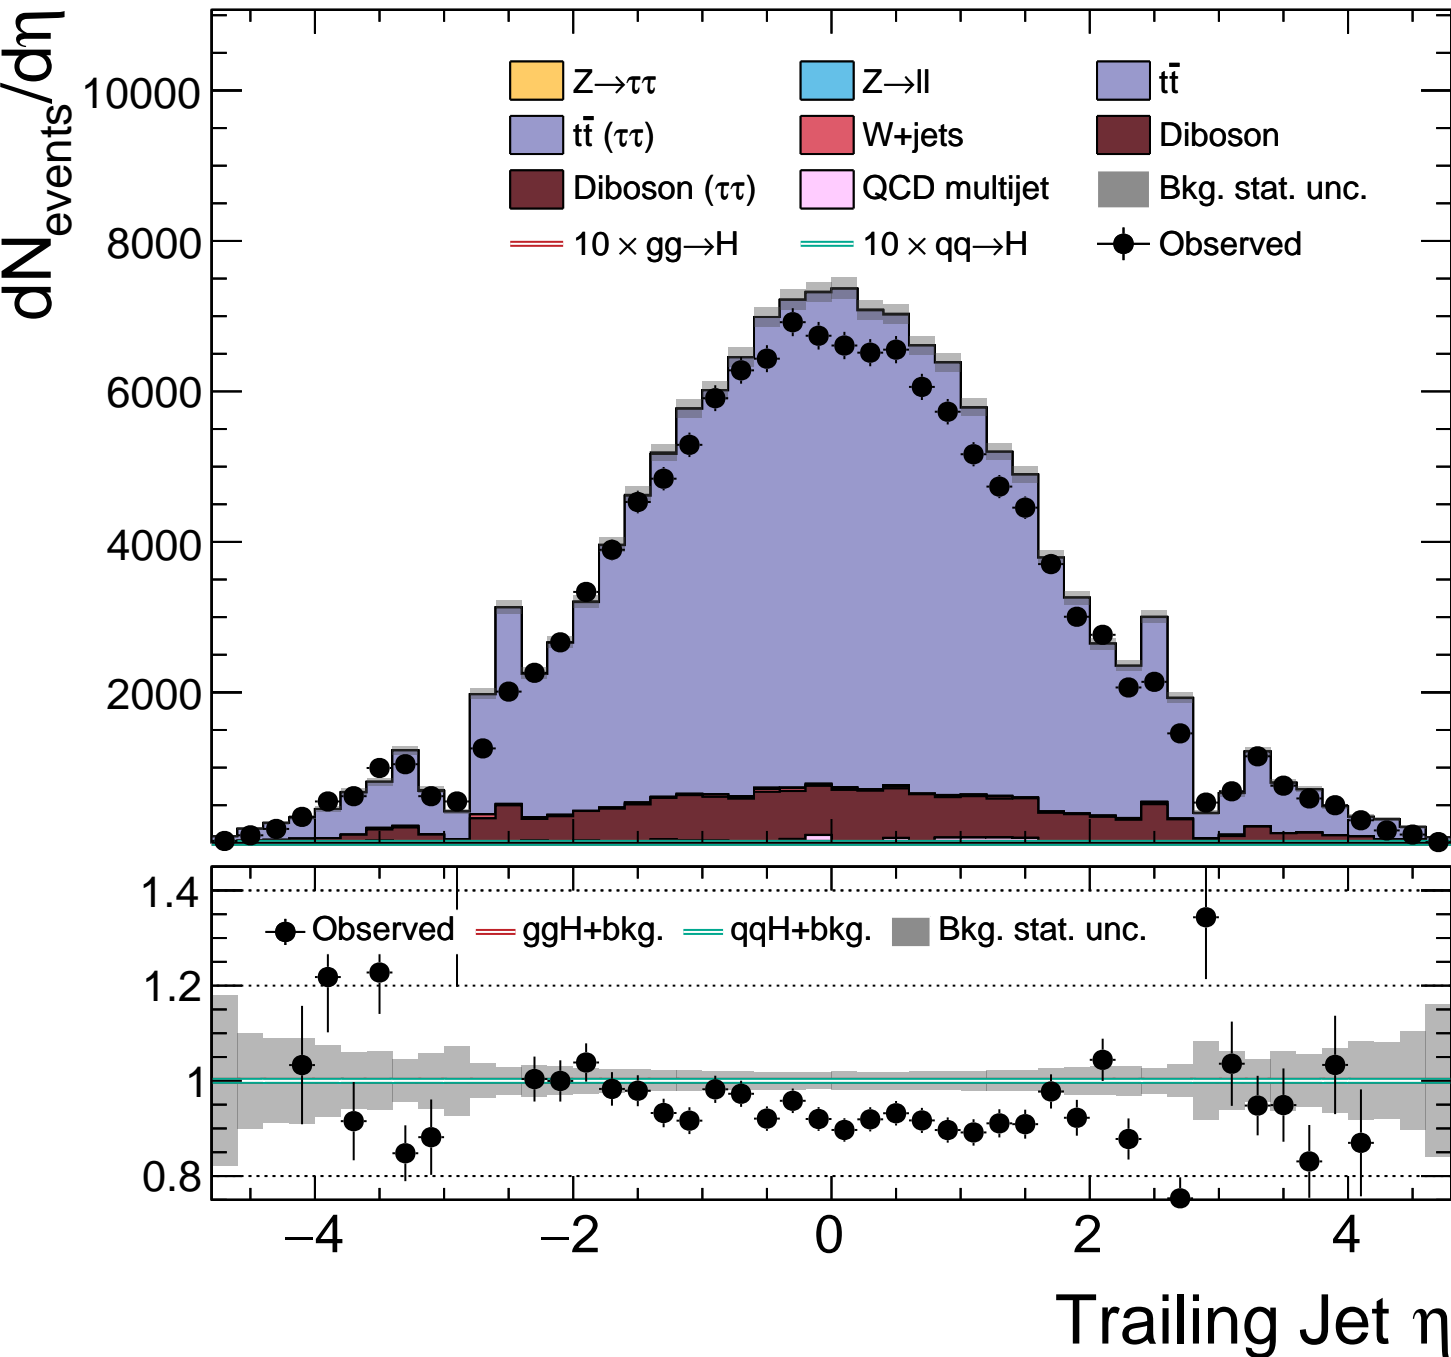 dN_events/dη
10000
8000
6000
4000
2000
Z→ττ Z→ll tt̄
tt̄ (ττ) W+jets Diboson
Diboson (ττ) QCD multijet Bkg. stat. unc.
10 × gg→H 10 × qq→H Observed
1.4
1.2
1
0.8
Observed ggH+bkg. qqH+bkg. Bkg. stat. unc.
−4 −2 0 2 4
Trailing Jet η